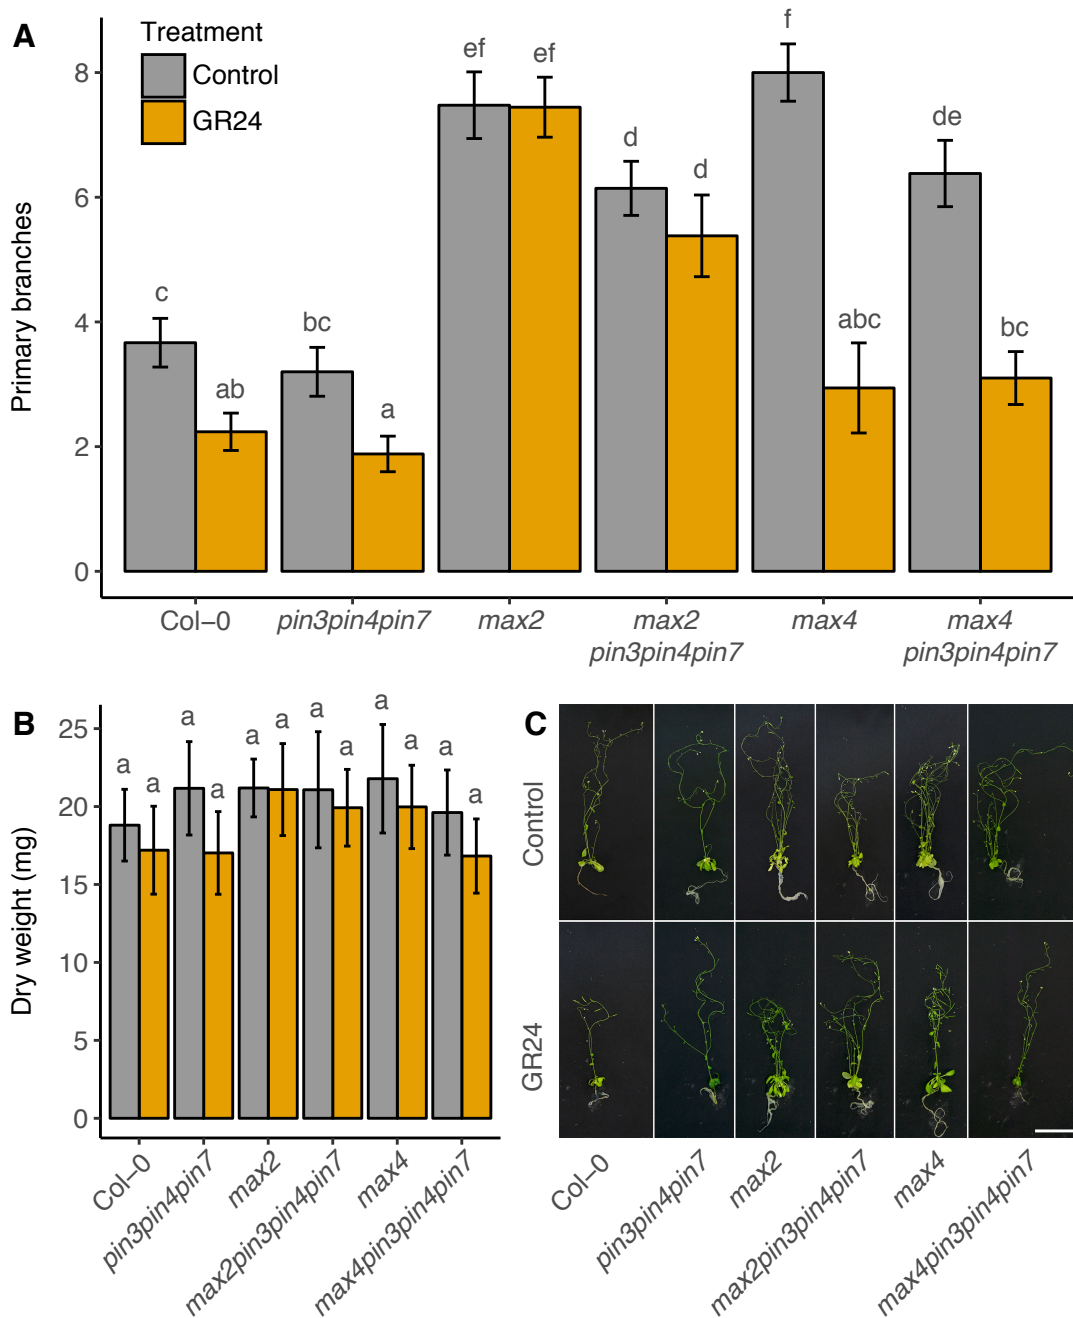 A
Treatment
Control
GR24
Primary branches
8
6
4
2
0
c
ab
bc
a
ef
ef
d
d
f
abc
de
bc
Col−0
pin3pin4pin7
max2
max2
pin3pin4pin7
max4
max4
pin3pin4pin7
B
Dry weight (mg)
25
20
15
10
5
0
a
a
a
a
a
a
a
a
a
a
a
a
Col−0
pin3pin4pin7
max2
max2pin3pin4pin7
max4
max4pin3pin4pin7
C
Control
GR24
Col−0
pin3pin4pin7
max2
max2pin3pin4pin7
max4
max4pin3pin4pin7